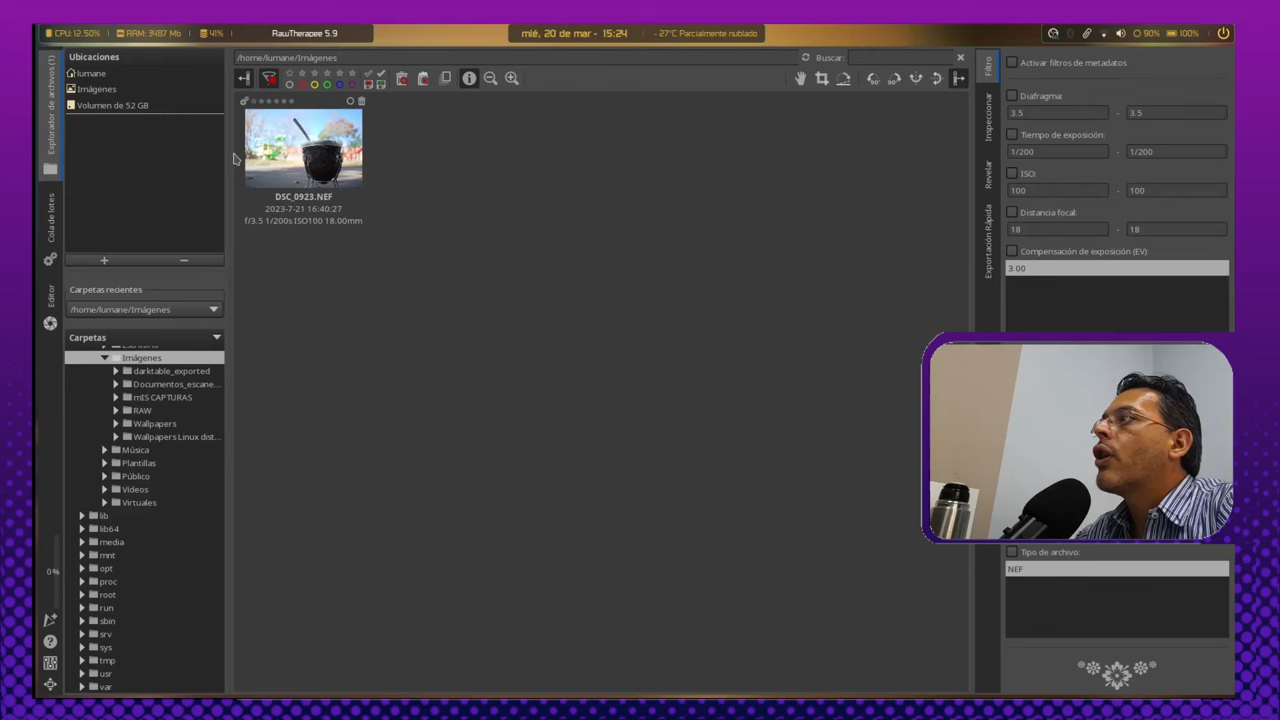 CPU: 12.50%
RAM: 3487 Mb
41%
RawTherapee 5.9
mié, 20 de mar - 15:24
- 27°C Parcialmente nublado
90%
100%
Explorador de archivos (1)
Cola de lotes
Editor
0%
Ubicaciones
lumane
Imágenes
Volumen de 52 GB
Carpetas recientes
/home/lumane/Imágenes
Carpetas
Imágenes
darktable_exported
Documentos_escane...
mIS CAPTURAS
RAW
Wallpapers
Wallpapers Linux dist...
Música
Plantillas
Público
Vídeos
Virtuales
lib
lib64
media
mnt
opt
proc
root
run
sbin
srv
sys
tmp
usr
var
/home/lumane/Imágenes
Buscar:
DSC_0923.NEF
2023-7-21 16:40:27
f/3.5 1/200s ISO100 18.00mm
Filtro
Inspeccionar
Revelar
Exportación Rápida
Activar filtros de metadatos
Diafragma:
3.5 - 3.5
Tiempo de exposición:
1/200 - 1/200
ISO:
100 - 100
Distancia focal:
18 - 18
Compensación de exposición (EV):
3.00
Tipo de archivo:
NEF